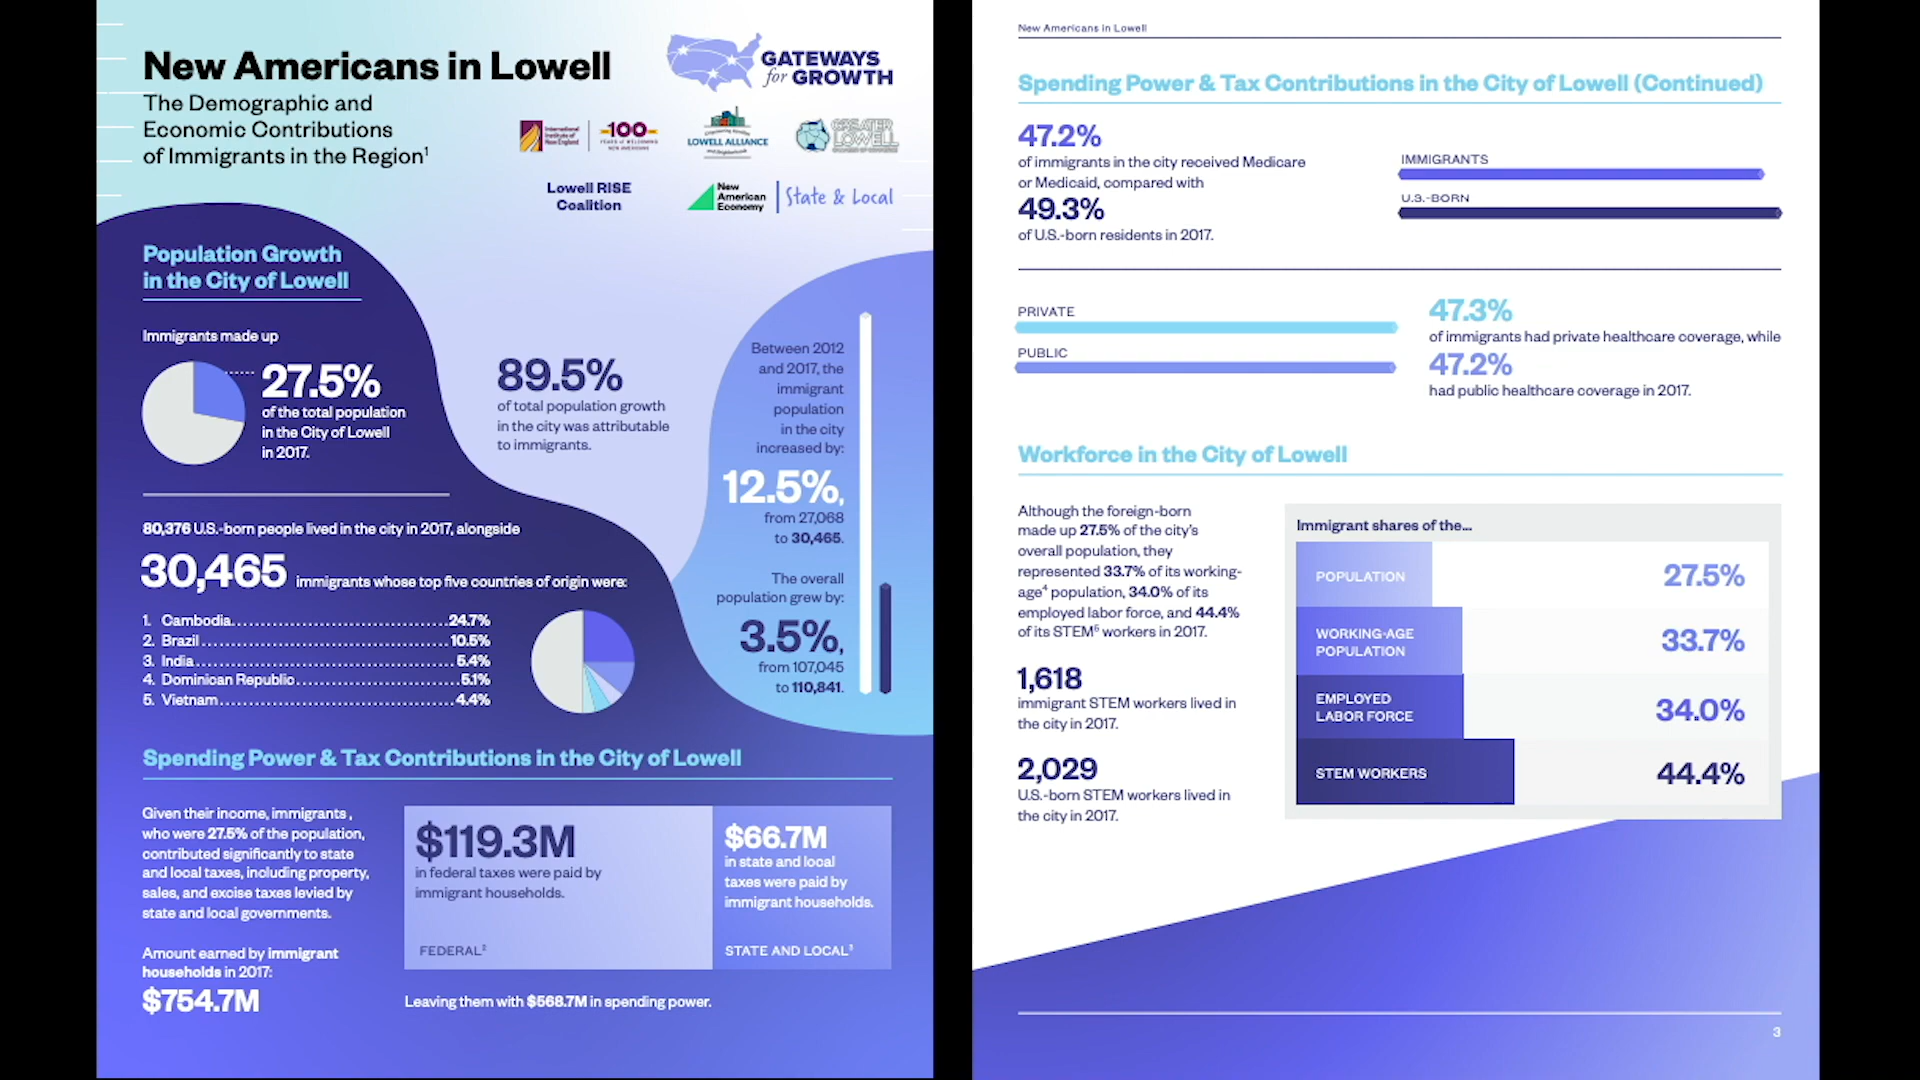 New Americans in Lowell
The Demographic and
Economic Contributions
of Immigrants in the Region¹
GATEWAYS
for GROWTH
International
Institute of
New England
100
YEARS of WELCOMING
NEW AMERICANS
LOWELL ALLIANCE
GREATER
LOWELL
Lowell RISE
Coalition
New
American
Economy
State & Local
Population Growth
in the City of Lowell
Immigrants made up
27.5%
of the total population
in the City of Lowell
in 2017.
89.5%
of total population growth
in the city was attributable
to immigrants.
Between 2012
and 2017, the
immigrant
population
in the city
increased by:
12.5%,
from 27,068
to 30,465.
The overall
population grew by:
3.5%,
from 107,045
to 110,841.
80,376 U.S.-born people lived in the city in 2017, alongside
30,465 immigrants whose top five countries of origin were:
1. Cambodia........................................24.7%
2. Brazil.............................................10.5%
3. India..............................................5.4%
4. Dominican Republic.........................5.1%
5. Vietnam..........................................4.4%
Spending Power & Tax Contributions in the City of Lowell
Given their income, immigrants ,
who were 27.5% of the population,
contributed significantly to state
and local taxes, including property,
sales, and excise taxes levied by
state and local governments.
Amount earned by immigrant
households in 2017:
$754.7M
$119.3M
in federal taxes were paid by
immigrant households.
FEDERAL²
$66.7M
in state and local
taxes were paid by
immigrant households.
STATE AND LOCAL³
Leaving them with $568.7M in spending power.
New Americans in Lowell
Spending Power & Tax Contributions in the City of Lowell (Continued)
47.2%
of immigrants in the city received Medicare
or Medicaid, compared with
49.3%
of U.S.-born residents in 2017.
IMMIGRANTS
U.S.-BORN
PRIVATE
PUBLIC
47.3%
of immigrants had private healthcare coverage, while
47.2%
had public healthcare coverage in 2017.
Workforce in the City of Lowell
Although the foreign-born
made up 27.5% of the city's
overall population, they
represented 33.7% of its working-
age⁴ population, 34.0% of its
employed labor force, and 44.4%
of its STEM⁵ workers in 2017.
1,618
immigrant STEM workers lived in
the city in 2017.
2,029
U.S.-born STEM workers lived in
the city in 2017.
Immigrant shares of the...
POPULATION 27.5%
WORKING-AGE
POPULATION 33.7%
EMPLOYED
LABOR FORCE 34.0%
STEM WORKERS 44.4%
3